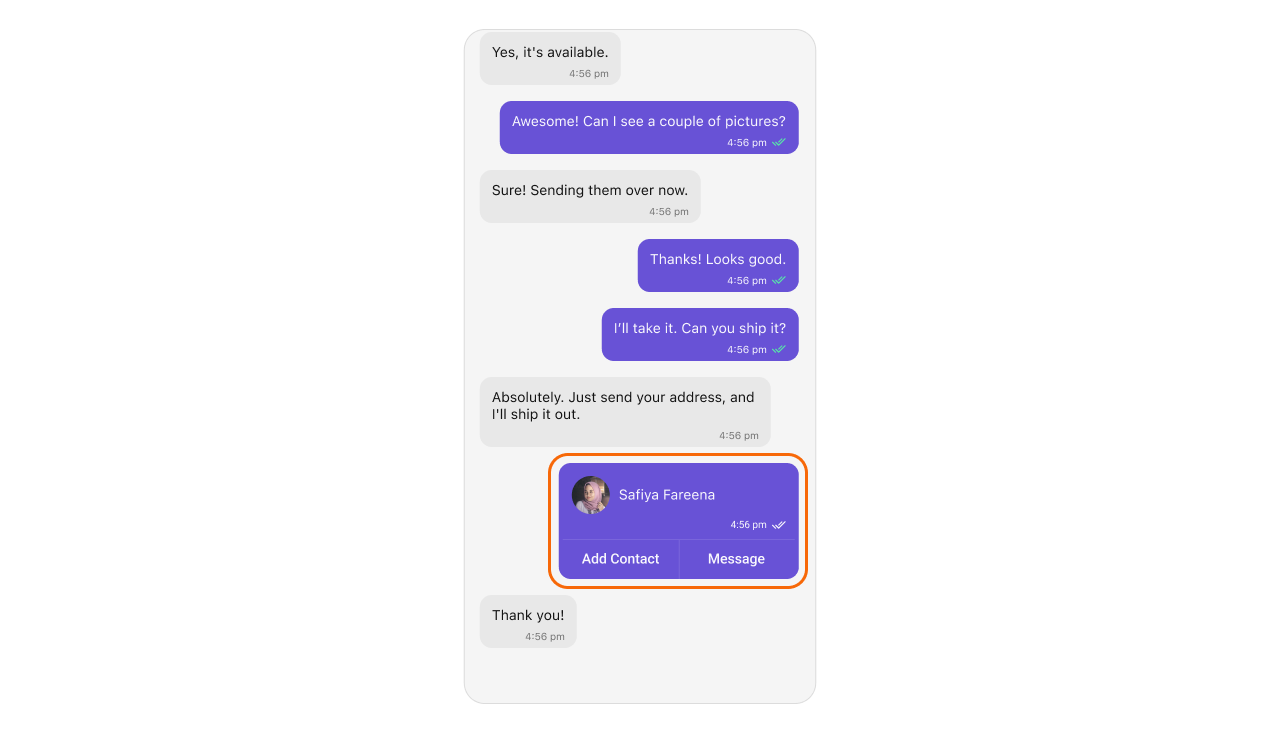 Yes, it's available.
4:56 pm
Awesome! Can I see a couple of pictures?
4:56 pm
Sure! Sending them over now.
4:56 pm
Thanks! Looks good.
4:56 pm
I’ll take it. Can you ship it?
4:56 pm
Absolutely. Just send your address, and
I'll ship it out.
4:56 pm
Safiya Fareena
4:56 pm
Add Contact Message
Thank you!
4:56 pm